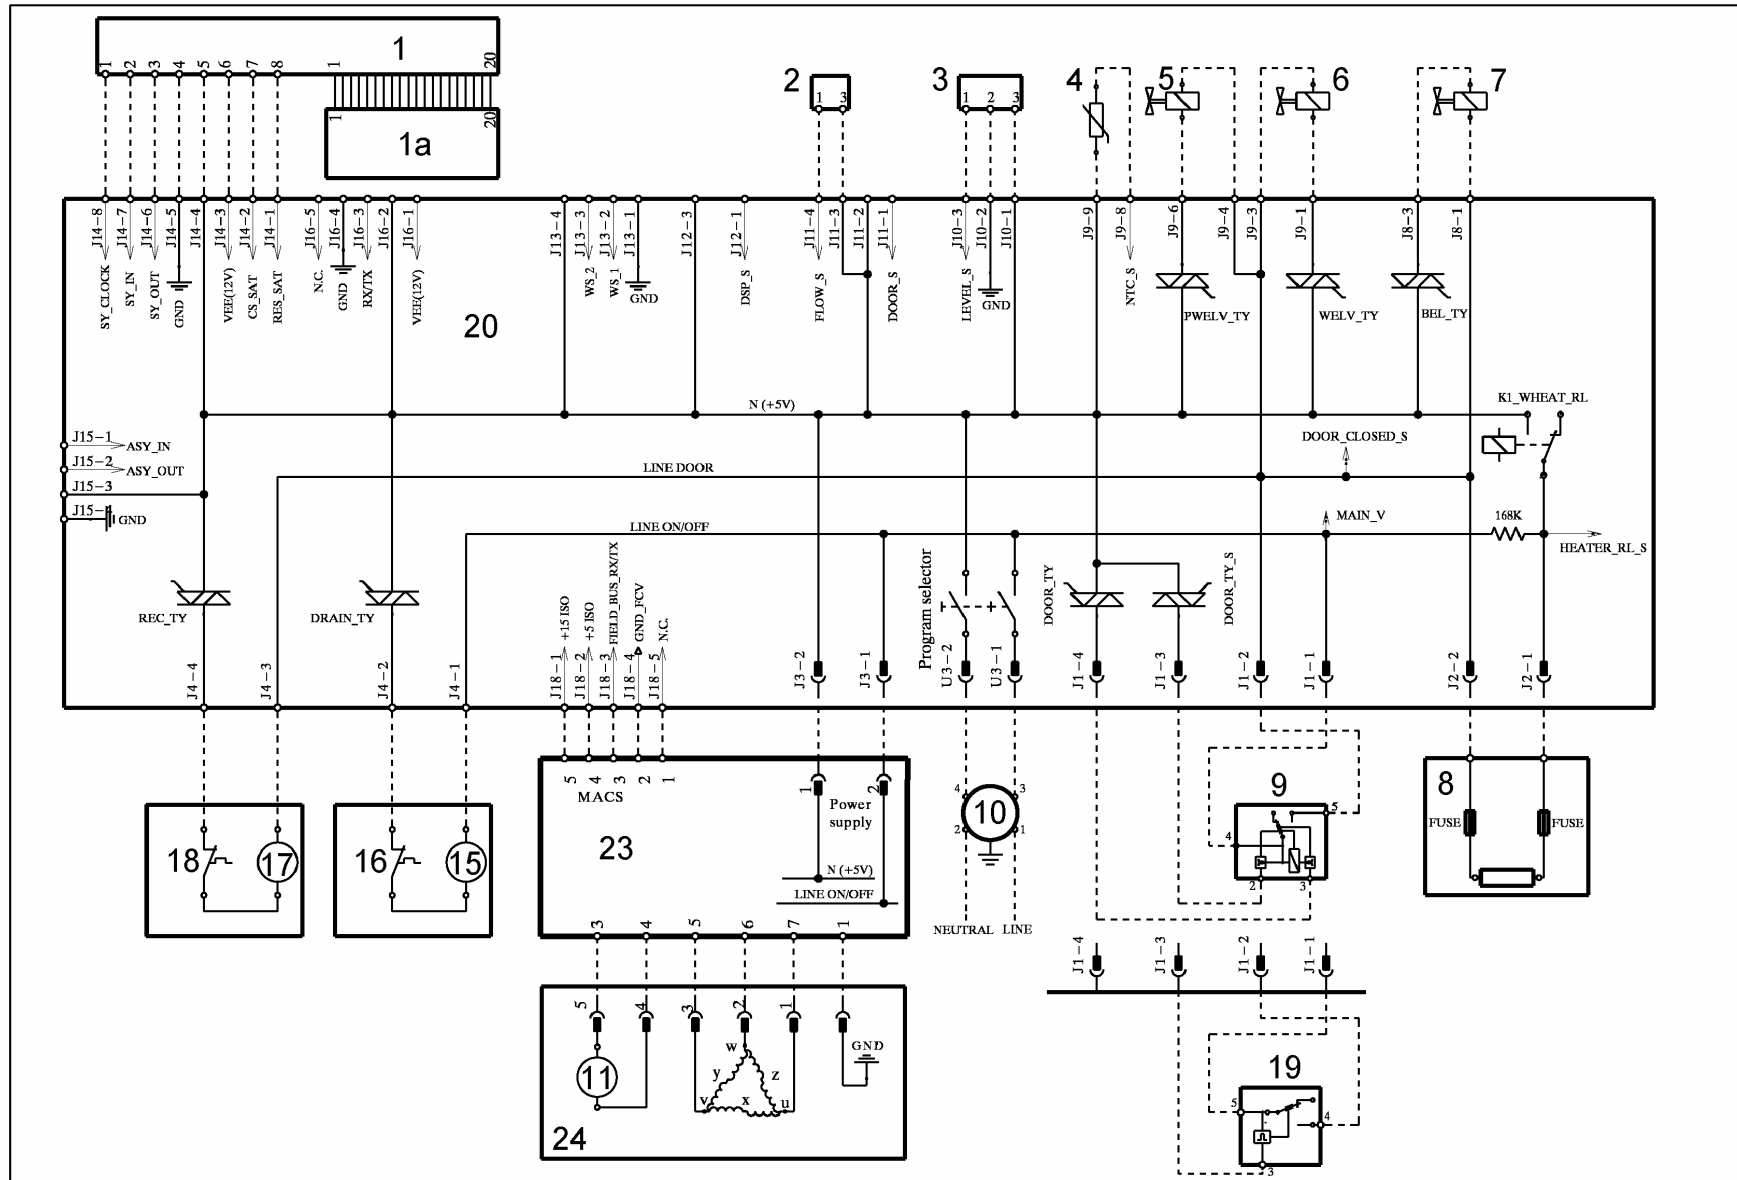 1
1 2 3 4 5 6 7 8 1 20
1 20
1a
2
1 3
3
1 2 3
4
5
6
7
J14-8 J14-7 J14-6 J14-5 J14-4 J14-3 J14-2 J14-1
J16-5 J16-4 J16-3 J16-2 J16-1
J13-4 J13-3 J13-2 J13-1
J12-3 J12-1
J11-4 J11-3 J11-2 J11-1
J10-3 J10-2 J10-1
J9-9 J9-8 J9-6 J9-4 J9-3 J9-1
J8-3 J8-1
SY_CLOCK
SY_IN
SY_OUT
GND
VEE(12V)
CS_SAT
RES_SAT
N.C.
GND
RX/TX
VEE(12V)
WS_2
WS_1
GND
DSP_S
FLOW_S
DOOR_S
LEVEL_S
GND
NTC_S
PWELV_TY
WELV_TY
BEL_TY
20
N (+5V)
K1_WHEAT_RL
J15-1 ASY_IN
J15-2 ASY_OUT
J15-3
J15-4 GND
DOOR_CLOSED_S
LINE DOOR
LINE ON/OFF
MAIN_V
168K
HEATER_RL_S
REC_TY
DRAIN_TY
+15 ISO
+5 ISO
FIELD_BUS_RX/TX
GND_FCV
N.C.
Program selector
DOOR_TY
DOOR_TY_S
J4-4 J4-3 J4-2 J4-1
J18-1 J18-2 J18-3 J18-4 J18-5
J3-2 J3-1
U3-2 U3-1
J1-4 J1-3 J1-2 J1-1
J2-2 J2-1
5 4 3 2 1
MACS
1 2
Power
supply
23
N (+5V)
LINE ON/OFF
3 4 5 6 7 1
18
17
16
15
4 3
10
2 1
NEUTRAL LINE
9
5
4
2 3
8
FUSE FUSE
J1-4 J1-3 J1-2 J1-1
5 4 3 2 1
11
w
y z
v x u
GND
24
19
5
4
3